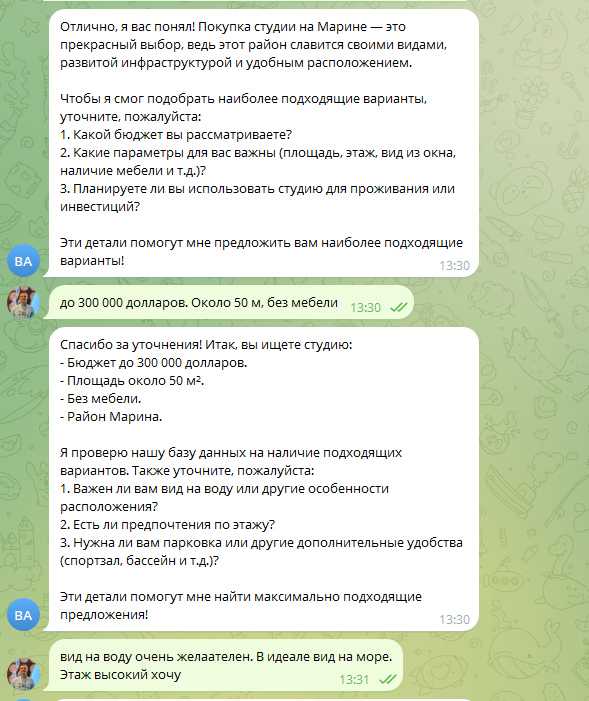 Отлично, я вас понял! Покупка студии на Марине — это
прекрасный выбор, ведь этот район славится своими видами,
развитой инфраструктурой и удобным расположением.
Чтобы я смог подобрать наиболее подходящие варианты,
уточните, пожалуйста:
1. Какой бюджет вы рассматриваете?
2. Какие параметры для вас важны (площадь, этаж, вид из окна,
наличие мебели и т.д.)?
3. Планируете ли вы использовать студию для проживания или
инвестиций?
Эти детали помогут мне предложить вам наиболее подходящие
варианты!
ВА
13:30
до 300 000 долларов. Около 50 м, без мебели
13:30
Спасибо за уточнения! Итак, вы ищете студию:
- Бюджет до 300 000 долларов.
- Площадь около 50 м².
- Без мебели.
- Район Марина.
Я проверю нашу базу данных на наличие подходящих
вариантов. Также уточните, пожалуйста:
1. Важен ли вам вид на воду или другие особенности
расположения?
2. Есть ли предпочтения по этажу?
3. Нужна ли вам парковка или другие дополнительные удобства
(спортзал, бассейн и т.д.)?
Эти детали помогут мне найти максимально подходящие
предложения!
ВА
13:30
вид на воду очень желаателен. В идеале вид на море.
Этаж высокий хочу
13:31